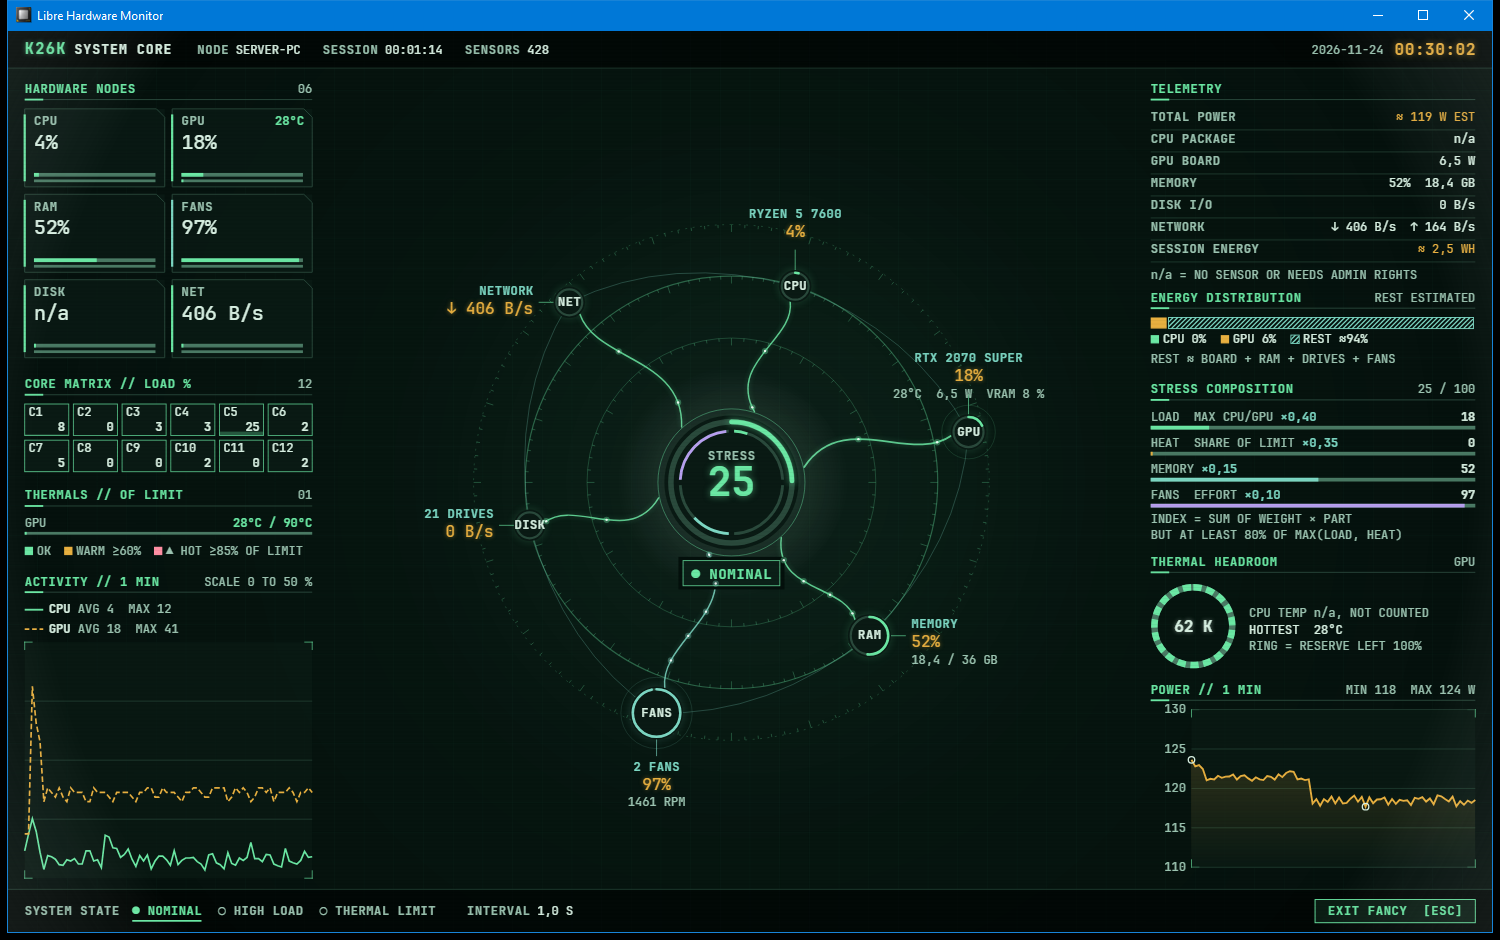 Libre Hardware Monitor
K26K SYSTEM CORE NODE SERVER-PC SESSION 00:01:14 SENSORS 428 2026-11-24 00:30:02
HARDWARE NODES 06
CPU
4%
GPU 28°C
18%
RAM
52%
FANS
97%
DISK
n/a
NET
406 B/s
CORE MATRIX // LOAD % 12
C1 8 C2 0 C3 3 C4 3 C5 25 C6 2
C7 5 C8 0 C9 0 C10 2 C11 0 C12 2
THERMALS // OF LIMIT 01
GPU 28°C / 90°C
OK WARM ≥60% ▲ HOT ≥85% OF LIMIT
ACTIVITY // 1 MIN SCALE 0 TO 50 %
CPU AVG 4 MAX 12
GPU AVG 18 MAX 41
RYZEN 5 7600
4%
CPU
NETWORK
↓ 406 B/s
NET
RTX 2070 SUPER
18%
28°C 6,5 W VRAM 8 %
GPU
STRESS
25
21 DRIVES
0 B/s
DISK
● NOMINAL
MEMORY
52%
18,4 / 36 GB
RAM
FANS
2 FANS
97%
1461 RPM
TELEMETRY
TOTAL POWER ≈ 119 W EST
CPU PACKAGE n/a
GPU BOARD 6,5 W
MEMORY 52% 18,4 GB
DISK I/O 0 B/s
NETWORK ↓ 406 B/s ↑ 164 B/s
SESSION ENERGY ≈ 2,5 WH
n/a = NO SENSOR OR NEEDS ADMIN RIGHTS
ENERGY DISTRIBUTION REST ESTIMATED
CPU 0% GPU 6% REST ≈94%
REST ≈ BOARD + RAM + DRIVES + FANS
STRESS COMPOSITION 25 / 100
LOAD MAX CPU/GPU ×0,40 18
HEAT SHARE OF LIMIT ×0,35 0
MEMORY ×0,15 52
FANS EFFORT ×0,10 97
INDEX = SUM OF WEIGHT × PART
BUT AT LEAST 80% OF MAX(LOAD, HEAT)
THERMAL HEADROOM GPU
62 K
CPU TEMP n/a, NOT COUNTED
HOTTEST 28°C
RING = RESERVE LEFT 100%
POWER // 1 MIN MIN 118 MAX 124 W
130
125
120
115
110
SYSTEM STATE ● NOMINAL ○ HIGH LOAD ○ THERMAL LIMIT INTERVAL 1,0 S EXIT FANCY [ESC]